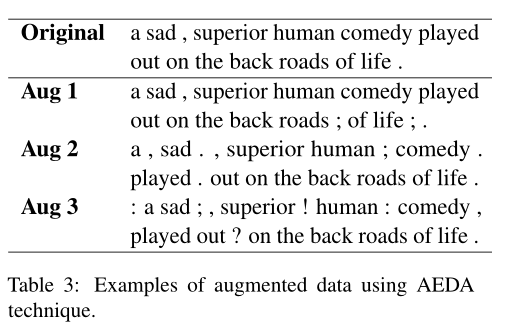 Original a sad , superior human comedy played
out on the back roads of life .
Aug 1 a sad , superior human comedy played
out on the back roads ; of life ; .
Aug 2 a , sad . , superior human ; comedy .
played . out on the back roads of life .
Aug 3 : a sad ; , superior ! human : comedy ,
played out ? on the back roads of life .
Table 3: Examples of augmented data using AEDA
technique.